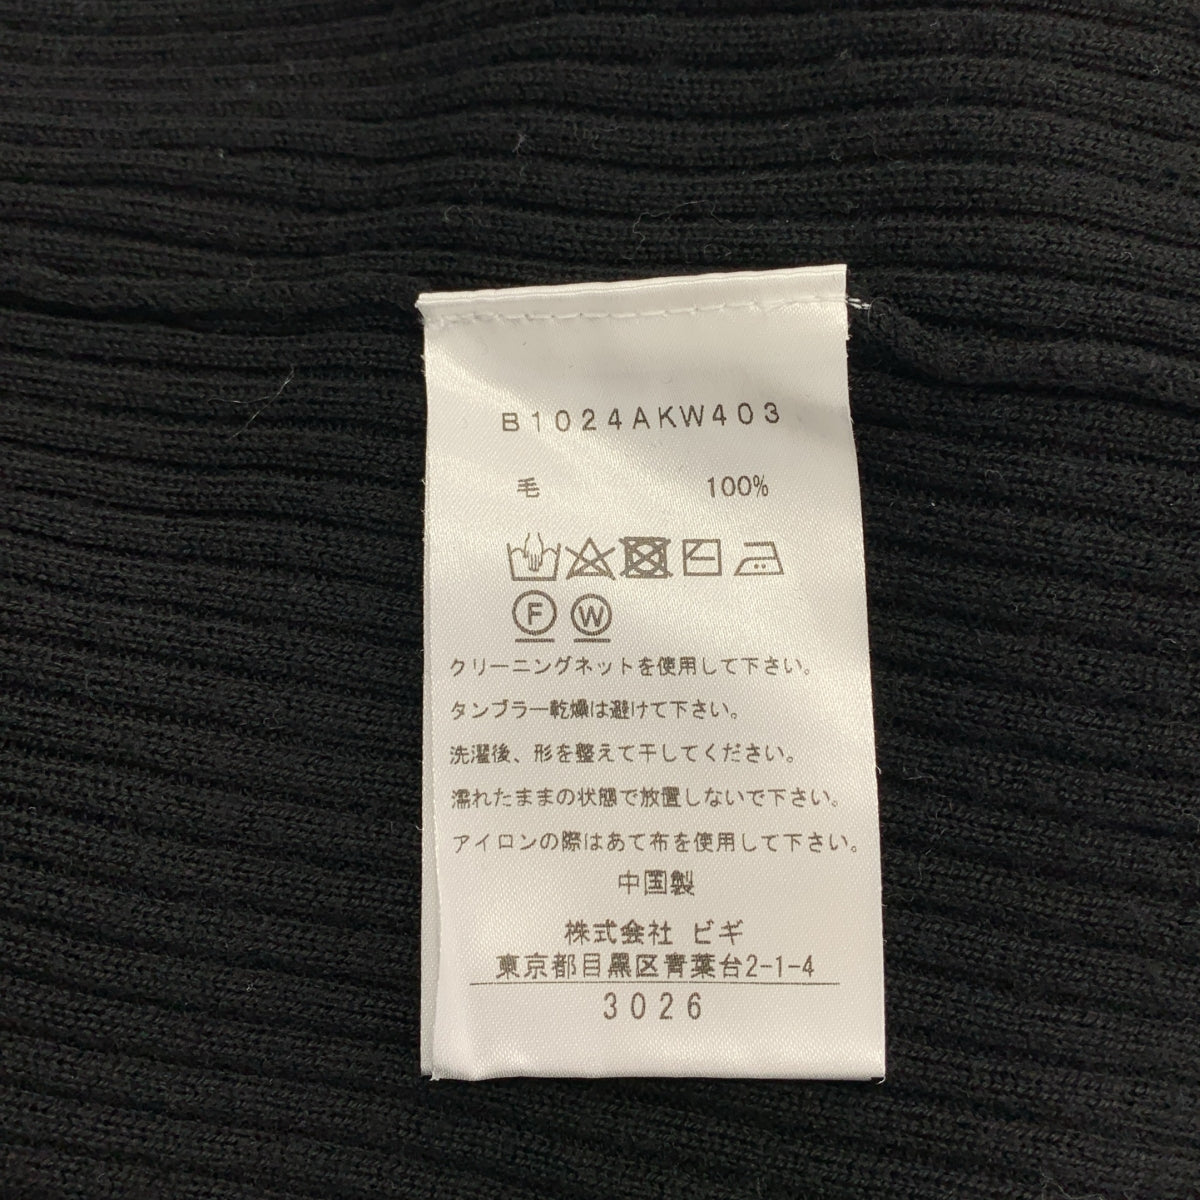 B1024AKW403
毛 100%
F W
クリーニングネットを使用して下さい。
タンブラー乾燥は避けて下さい。
洗濯後、形を整えて干してください。
濡れたままの状態で放置しないで下さい。
アイロンの際はあて布を使用して下さい。
中国製
株式会社 ビギ
東京都目黒区青葉台2-1-4
3026